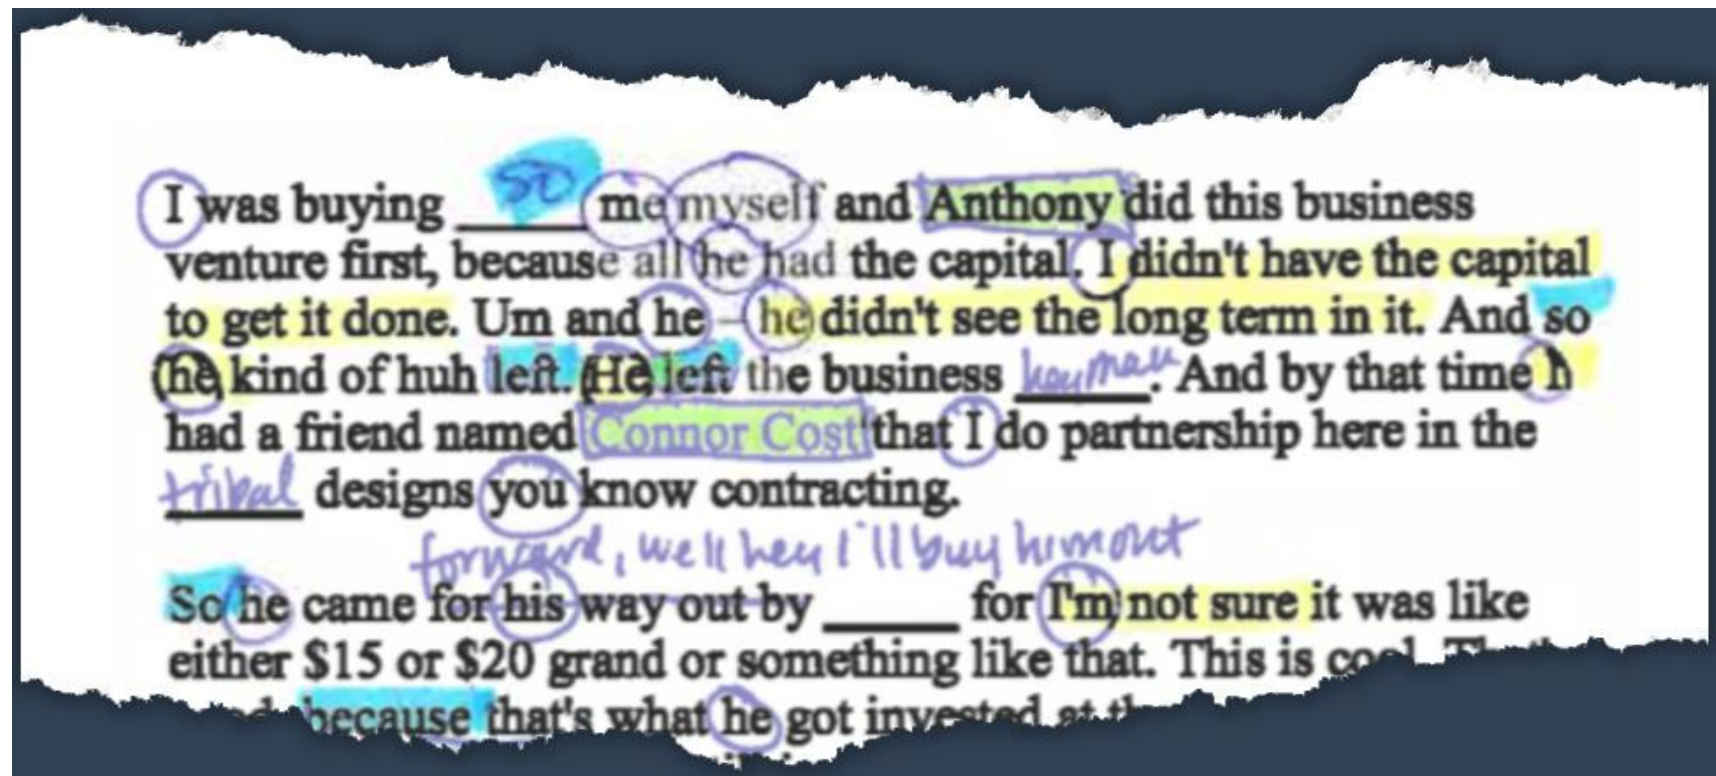 I was buying _____ so me myself and Anthony did this business
venture first, because all he had the capital. I didn't have the capital
to get it done. Um and he – he didn't see the long term in it. And so
he kind of huh left. He left the business _____. And by that time I
had a friend named Connor Cost that I do partnership here in the
tribal designs you know contracting.
forward, well hey I'll buy him out
So he came for his way out by _____ for I'm not sure it was like
either $15 or $20 grand or something like that. This is cool.
because that's what he got invested at